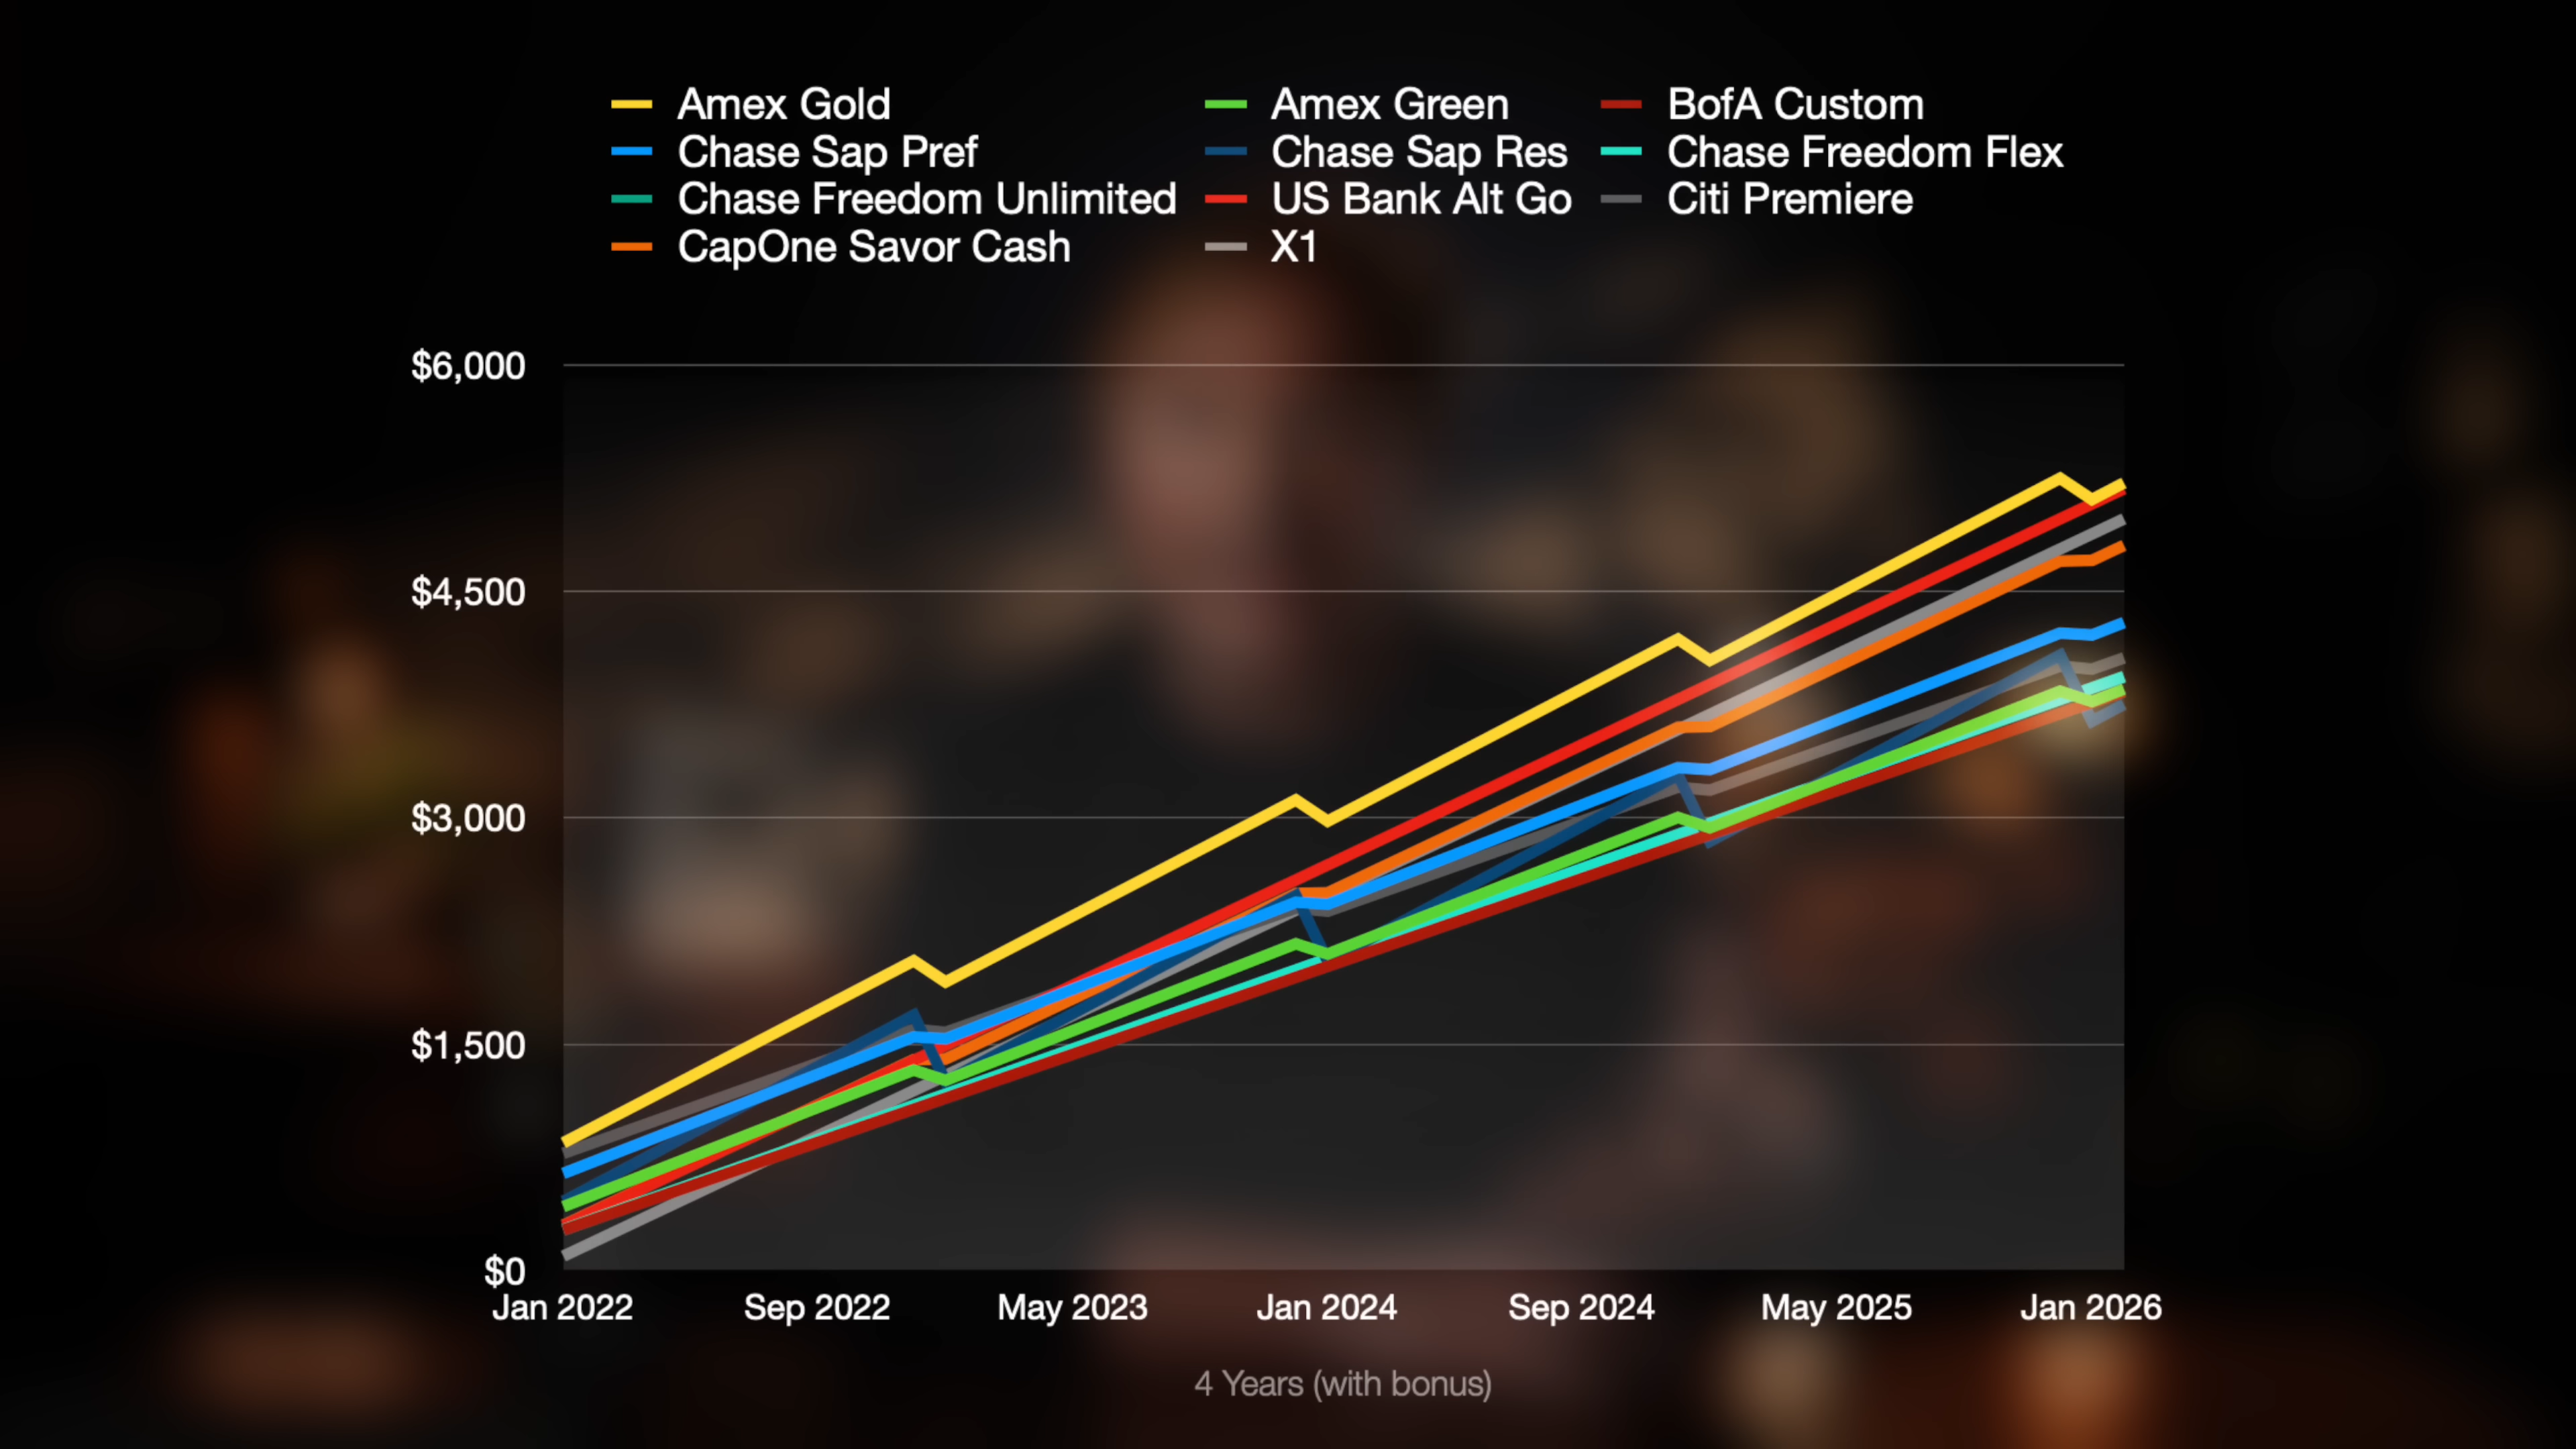 Amex Gold Amex Green BofA Custom
Chase Sap Pref Chase Sap Res Chase Freedom Flex
Chase Freedom Unlimited US Bank Alt Go Citi Premiere
CapOne Savor Cash X1
$6,000
$4,500
$3,000
$1,500
$0
Jan 2022 Sep 2022 May 2023 Jan 2024 Sep 2024 May 2025 Jan 2026
4 Years (with bonus)